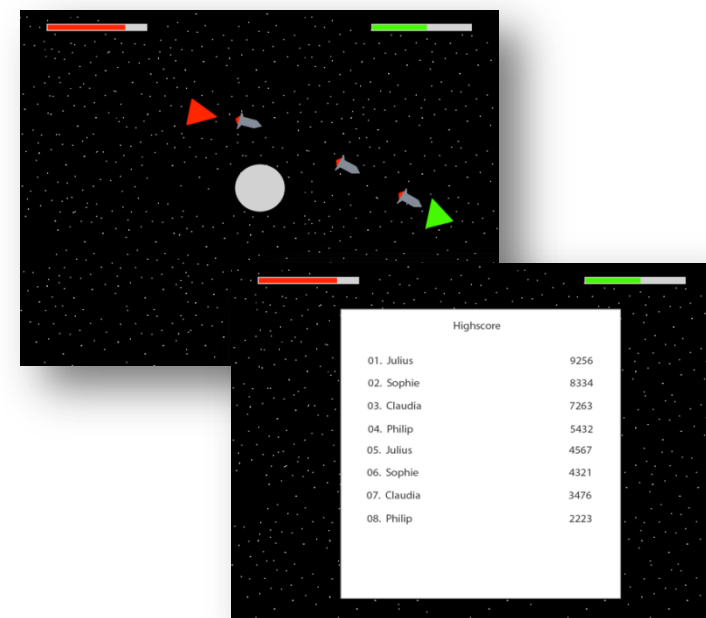 Highscore
01. Julius 9256
02. Sophie 8334
03. Claudia 7263
04. Philip 5432
05. Julius 4567
06. Sophie 4321
07. Claudia 3476
08. Philip 2223